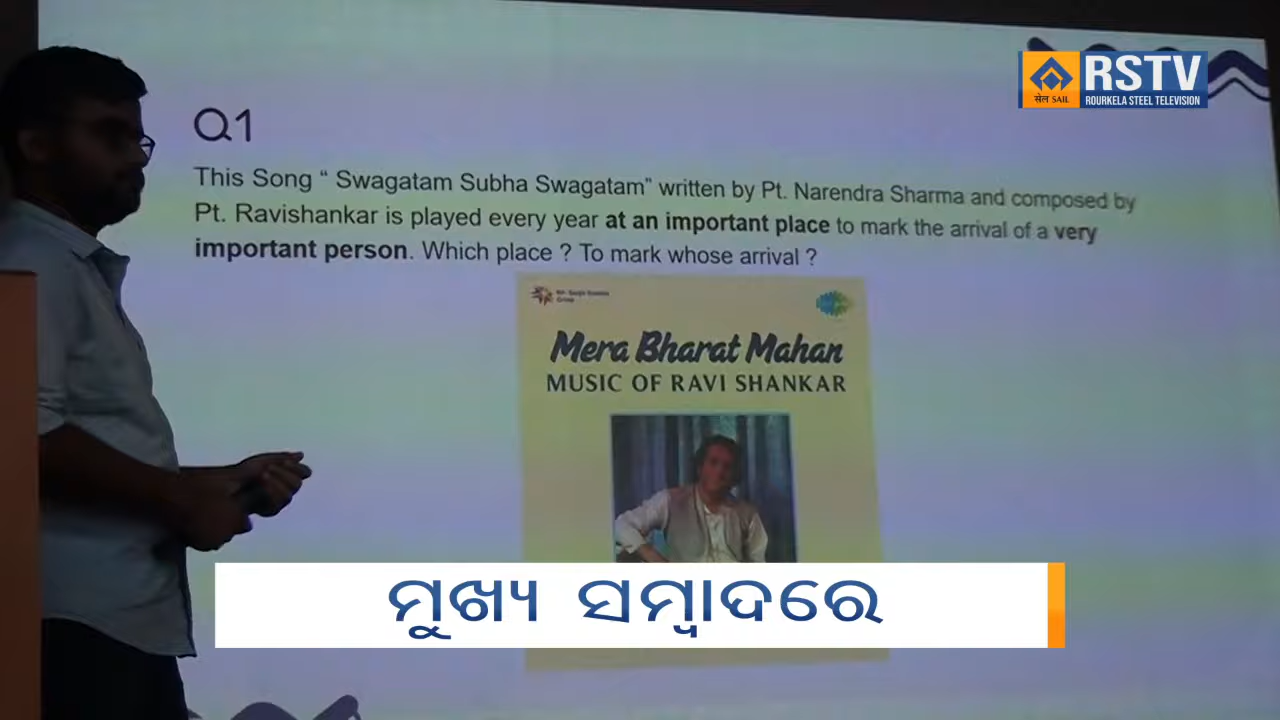 सेल SAIL
RSTV
ROURKELA STEEL TELEVISION
Q1
This Song “ Swagatam Subha Swagatam” written by Pt. Narendra Sharma and composed by
Pt. Ravishankar is played every year at an important place to mark the arrival of a very
important person. Which place ? To mark whose arrival ?
Mera Bharat Mahan
MUSIC OF RAVI SHANKAR
ମୁଖ୍ୟ ସମ୍ବାଦରେ